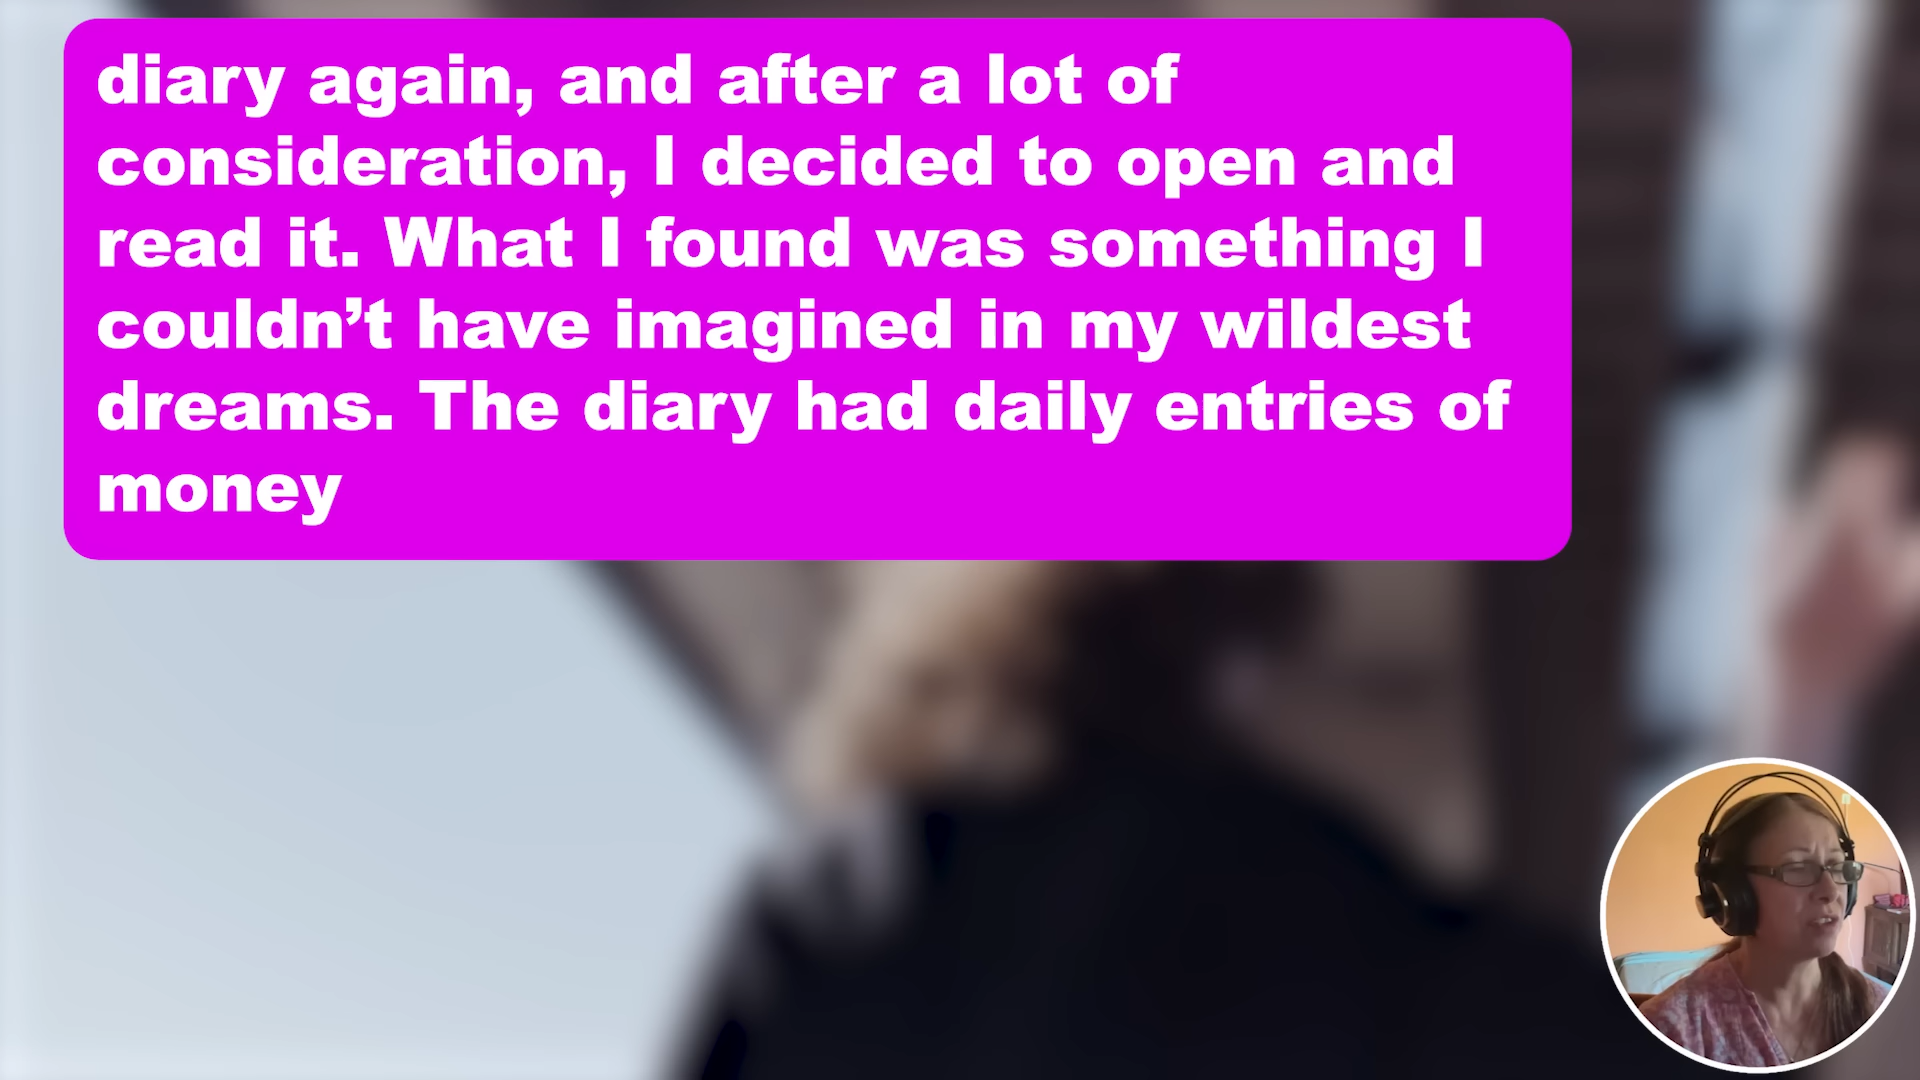 diary again, and after a lot of
consideration, I decided to open and
read it. What I found was something I
couldn’t have imagined in my wildest
dreams. The diary had daily entries of
money